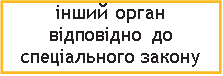 інший орган
відповідно до
спеціального закону